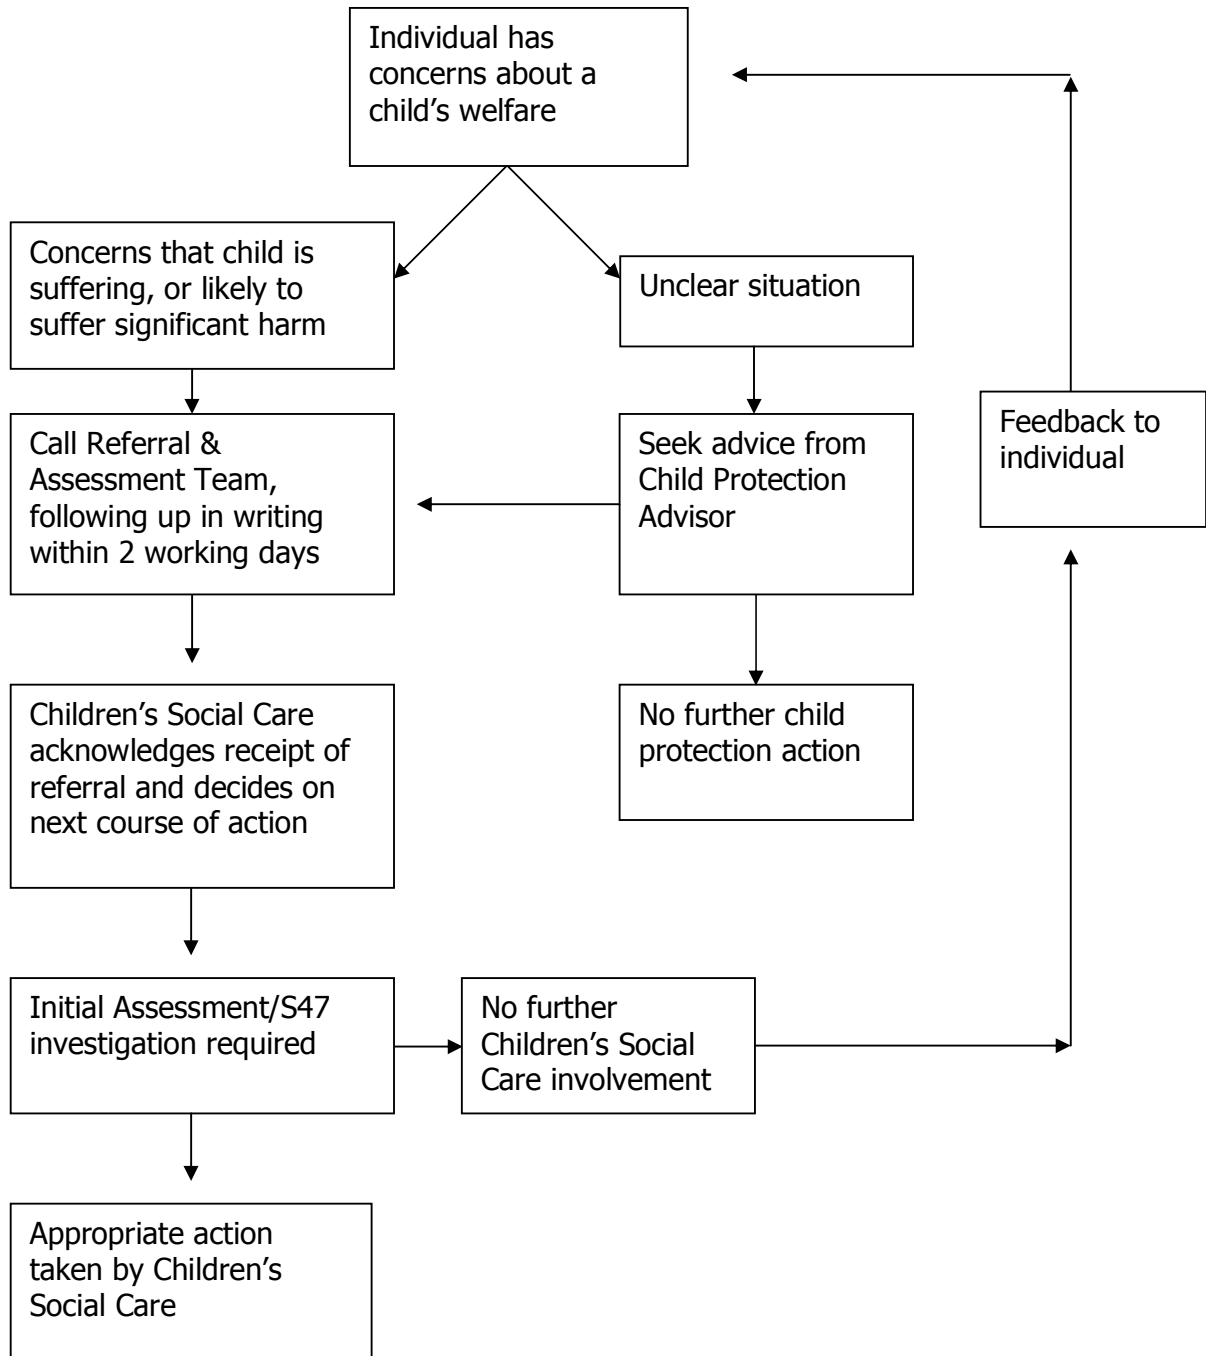 Individual has
concerns about a
child’s welfare
Concerns that child is
suffering, or likely to
suffer significant harm
Unclear situation
Call Referral &
Assessment Team,
following up in writing
within 2 working days
Seek advice from
Child Protection
Advisor
Feedback to
individual
Children’s Social Care
acknowledges receipt of
referral and decides on
next course of action
No further child
protection action
Initial Assessment/S47
investigation required
No further
Children’s Social
Care involvement
Appropriate action
taken by Children’s
Social Care